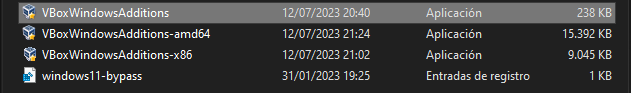 VBoxWindowsAdditions 12/07/2023 20:40 Aplicación 238 KB
VBoxWindowsAdditions-amd64 12/07/2023 21:24 Aplicación 15.392 KB
VBoxWindowsAdditions-x86 12/07/2023 21:02 Aplicación 9.045 KB
windows11-bypass 31/01/2023 19:25 Entradas de registro 1 KB